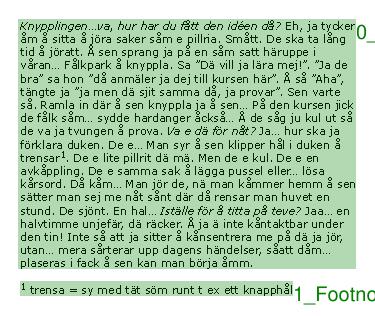 Knypplingen...va, hur har du fått den idéen då? Eh, ja tycker
åm å sitta å jöra saker såm e pillria. Smått. De ska ta lång
tid å jöratt. Å sen sprang ja på en såm satt häruppe i
våran... Fålkpark å knyppla. Sa ”Dä vill ja lära mej!”. ”Ja de
bra” sa hon ”då anmäler ja dej till kursen här”. Å så ”Aha”,
tängte ja ”ja men dä sjit samma då, ja provar”. Sen varte
så. Ramla in där å sen knyppla ja å sen... På den kursen jick
de fålk såm... sydde hardanger åckså... Å de såg ju kul ut så
de va ja tvungen å prova. Va e dä för nåt? Ja... hur ska ja
förklara duken. De e... Man syr å sen klipper hål i duken å
trensar1. De e lite pillrit dä mä. Men de e kul. De e en
avkåppling. De e samma sak å lägga pussel eller... lösa
kårsord. Då kåm... Man jör de, nä man kåmmer hemm å sen
sätter man sej me nåt sånt där då rensar man huvet en
stund. De sjönt. En hal... Iställe för å titta på teve? Jaa... en
halvtimme unjefär, dä räcker. Å ja ä inte kåntaktbar under
den tin! Inte så att ja sitter å kånsentrera me på dä ja jör,
utan... mera sårterar upp dagens händelser, såatt dåm...
plaseras i fack å sen kan man börja åmm.
1 trensa = sy med tät söm runt t ex ett knapphål
0_
1_Footno